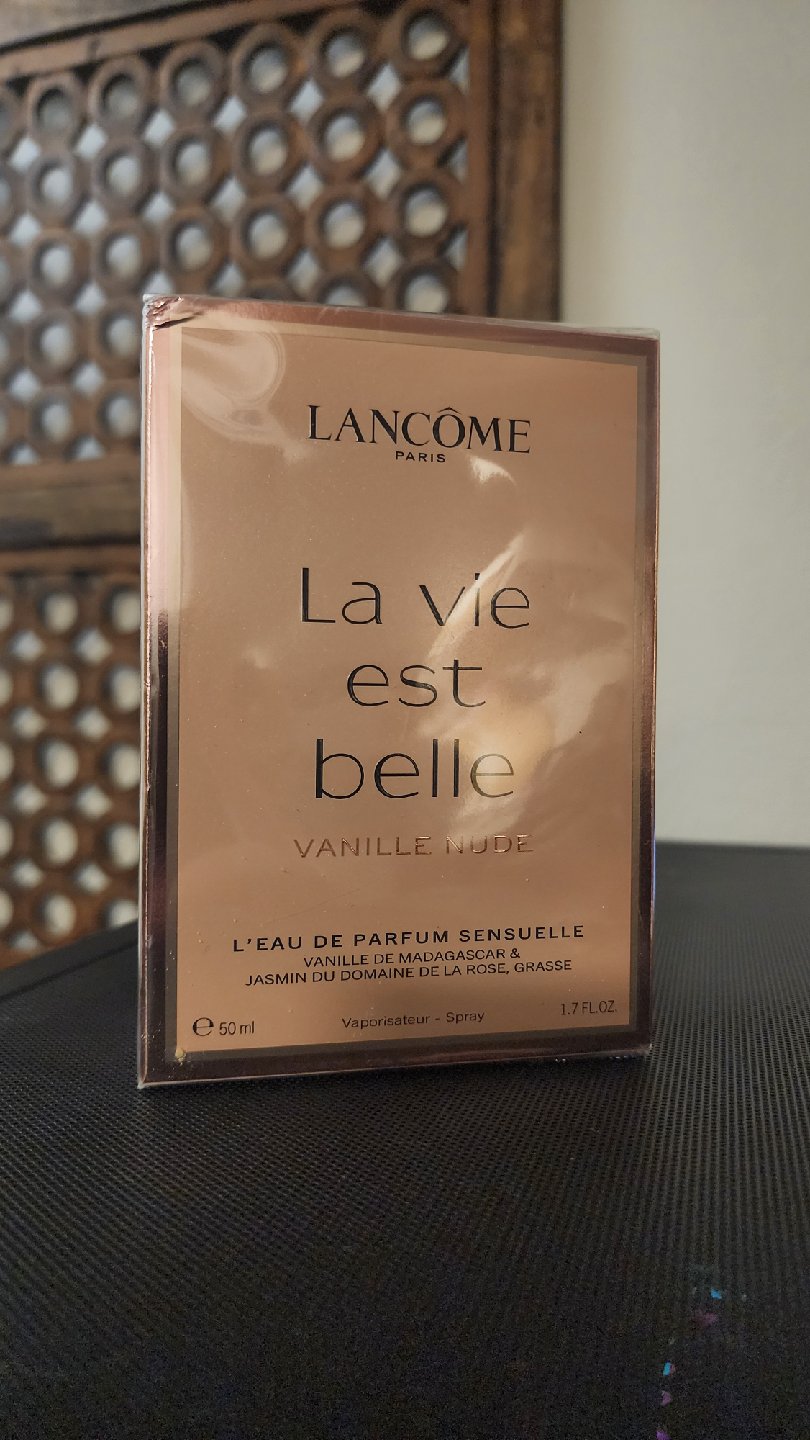 LANCÔME
PARIS
La vie
est
belle
VANILLE NUDE
L'EAU DE PARFUM SENSUELLE
VANILLE DE MADAGASCAR &
JASMIN DU DOMAINE DE LA ROSE, GRASSE
℮ 50 ml Vaporisateur - Spray 1.7 FL.OZ.